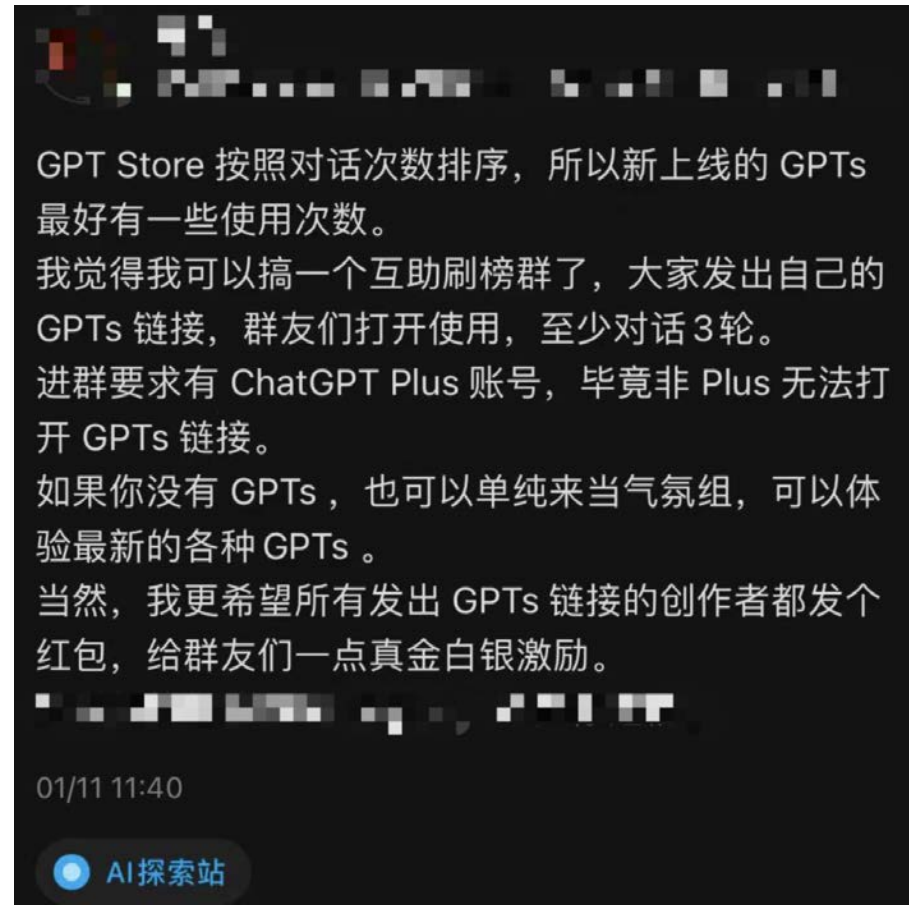 GPT Store 按照对话次数排序，所以新上线的 GPTs
最好有一些使用次数。
我觉得我可以搞一个互助刷榜群了，大家发出自己的
GPTs 链接，群友们打开使用，至少对话3轮。
进群要求有 ChatGPT Plus 账号，毕竟非 Plus 无法打
开 GPTs 链接。
如果你没有 GPTs ，也可以单纯来当气氛组，可以体
验最新的各种GPTs 。
当然，我更希望所有发出 GPTs 链接的创作者都发个
红包，给群友们一点真金白银激励。
01/11 11:40
AI探索站